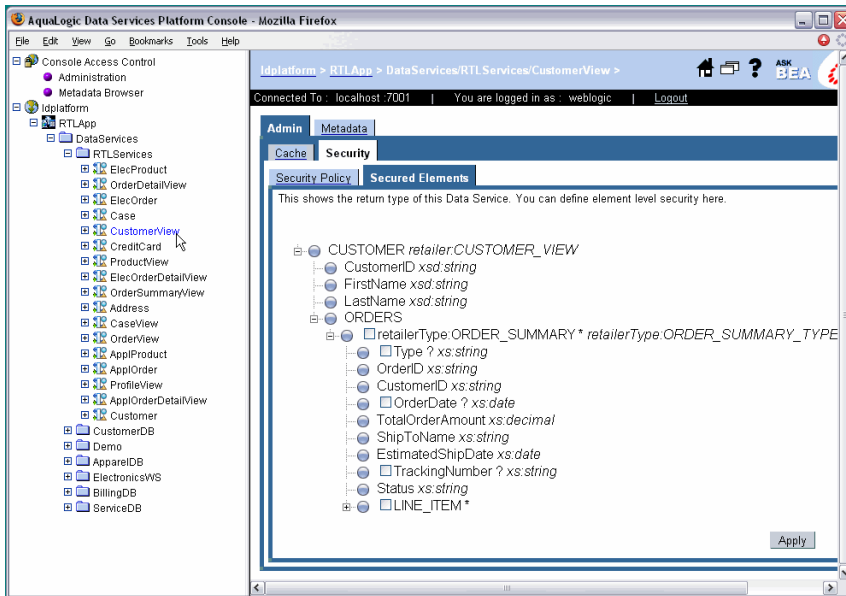 AquaLogic Data Services Platform Console - Mozilla Firefox
File Edit View Go Bookmarks Tools Help
Console Access Control
Administration
Metadata Browser
ldplatform
RTLApp
DataServices
RTLServices
ElecProduct
OrderDetailView
ElecOrder
Case
CustomerView
CreditCard
ProductView
ElecOrderDetailView
OrderSummaryView
Address
CaseView
OrderView
ApplProduct
ApplOrder
ProfileView
ApplOrderDetailView
Customer
CustomerDB
Demo
ApparelDB
ElectronicsWS
BillingDB
ServiceDB
ldplatform > RTLApp > DataServices/RTLServices/CustomerView >
ASK BEA
Connected To : localhost :7001 | You are logged in as : weblogic | Logout
Admin Metadata
Cache Security
Security Policy Secured Elements
This shows the return type of this Data Service. You can define element level security here.
CUSTOMER retailer:CUSTOMER_VIEW
CustomerID xsd:string
FirstName xsd:string
LastName xsd:string
ORDERS
retailerType:ORDER_SUMMARY * retailerType:ORDER_SUMMARY_TYPE
Type ? xs:string
OrderID xs:string
CustomerID xs:string
OrderDate ? xs:date
TotalOrderAmount xs:decimal
ShipToName xs:string
EstimatedShipDate xs:date
TrackingNumber ? xs:string
Status xs:string
LINE_ITEM *
Apply